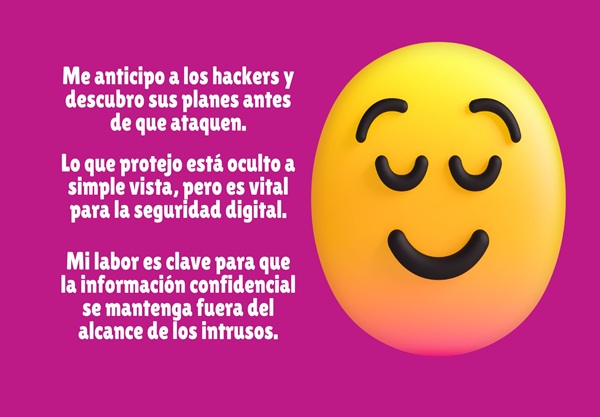 Me anticipo a los hackers y
descubro sus planes antes
de que ataquen.
Lo que protejo está oculto a
simple vista, pero es vital
para la seguridad digital.
Mi labor es clave para que
la información confidencial
se mantenga fuera del
alcance de los intrusos.